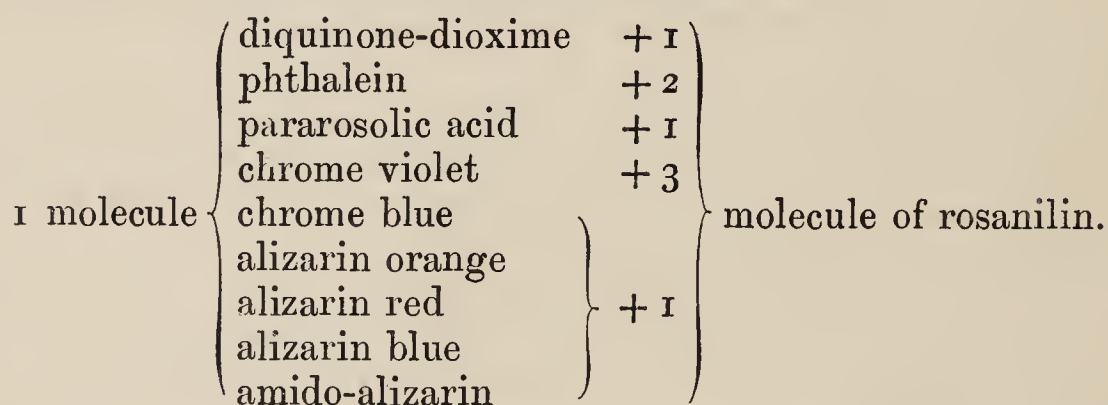 diquinone-dioxime + 1
phthalein + 2
pararosolic acid + 1
chrome violet + 3
1 molecule chrome blue molecule of rosanilin.
alizarin orange
alizarin red + 1
alizarin blue
amido-alizarin